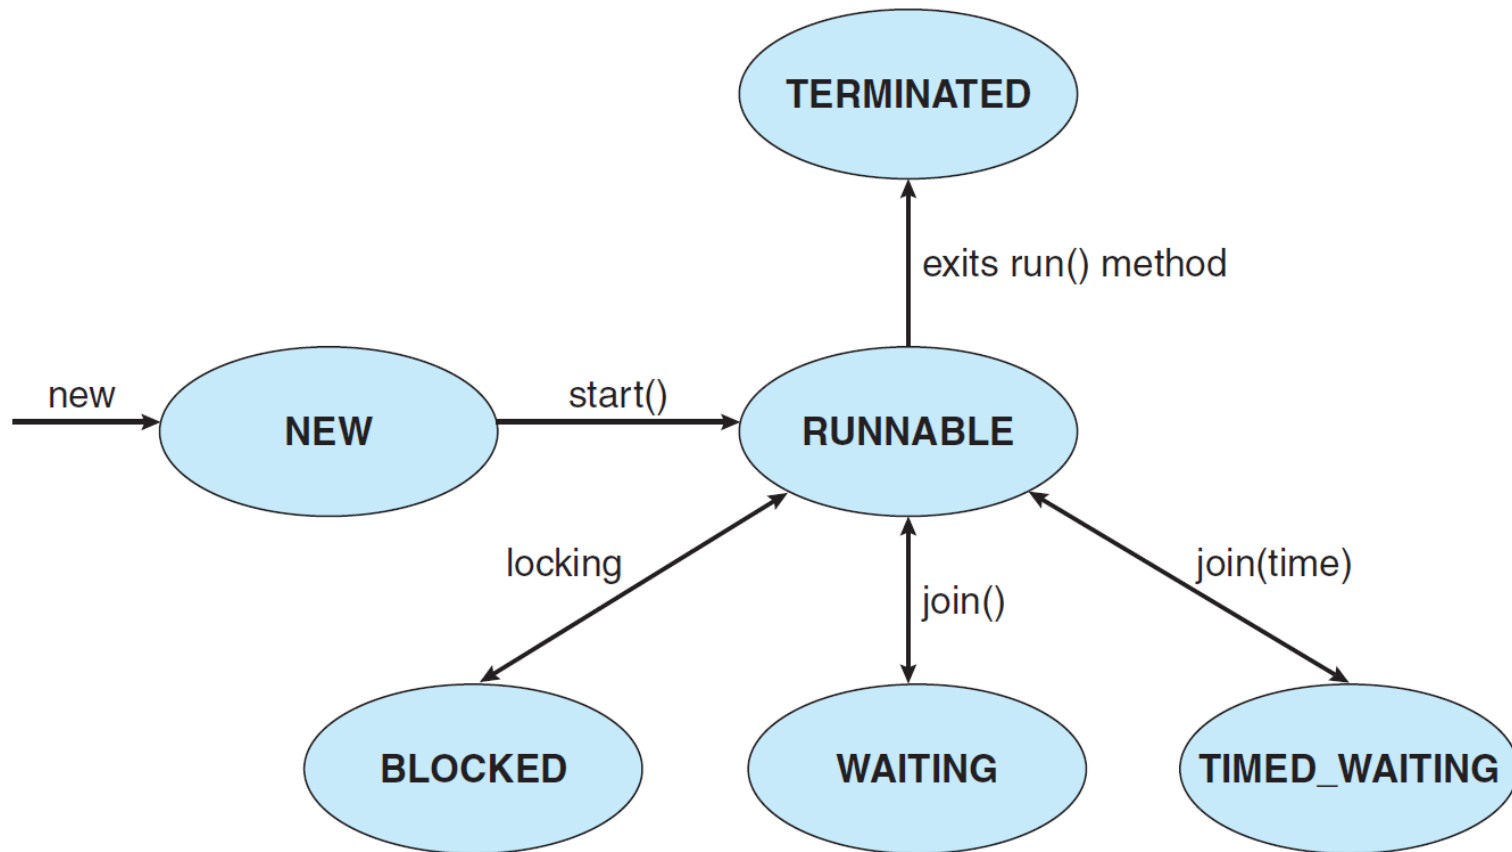 TERMINATED
exits run() method
new
NEW
start()
RUNNABLE
locking
join()
join(time)
BLOCKED
WAITING
TIMED_WAITING